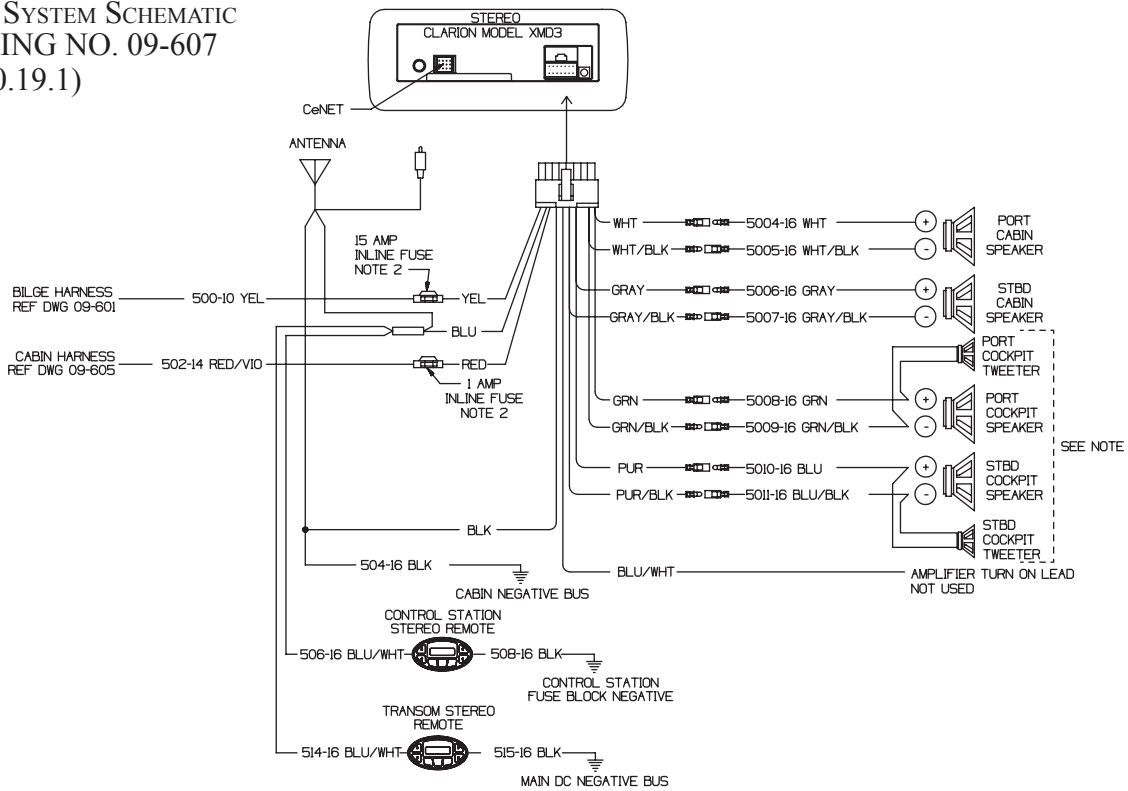 System Schematic
ING NO. 09-607
0.19.1)
STEREO
CLARION MODEL XMD3
CeNET
ANTENNA
15 AMP
INLINE FUSE
NOTE 2
BILGE HARNESS
REF DWG 09-601
500-10 YEL
YEL
BLU
CABIN HARNESS
REF DWG 09-605
502-14 RED/VIO
RED
1 AMP
INLINE FUSE
NOTE 2
WHT
5004-16 WHT
+
WHT/BLK
5005-16 WHT/BLK
-
PORT
CABIN
SPEAKER
GRAY
5006-16 GRAY
+
GRAY/BLK
5007-16 GRAY/BLK
-
STBD
CABIN
SPEAKER
PORT
COCKPIT
TWEETER
GRN
5008-16 GRN
+
GRN/BLK
5009-16 GRN/BLK
-
PORT
COCKPIT
SPEAKER
SEE NOTE
PUR
5010-16 BLU
+
PUR/BLK
5011-16 BLU/BLK
-
STBD
COCKPIT
SPEAKER
STBD
COCKPIT
TWEETER
BLK
504-16 BLK
CABIN NEGATIVE BUS
BLU/WHT
AMPLIFIER TURN ON LEAD
NOT USED
CONTROL STATION
STEREO REMOTE
506-16 BLU/WHT
508-16 BLK
CONTROL STATION
FUSE BLOCK NEGATIVE
TRANSOM STEREO
REMOTE
514-16 BLU/WHT
515-16 BLK
MAIN DC NEGATIVE BUS